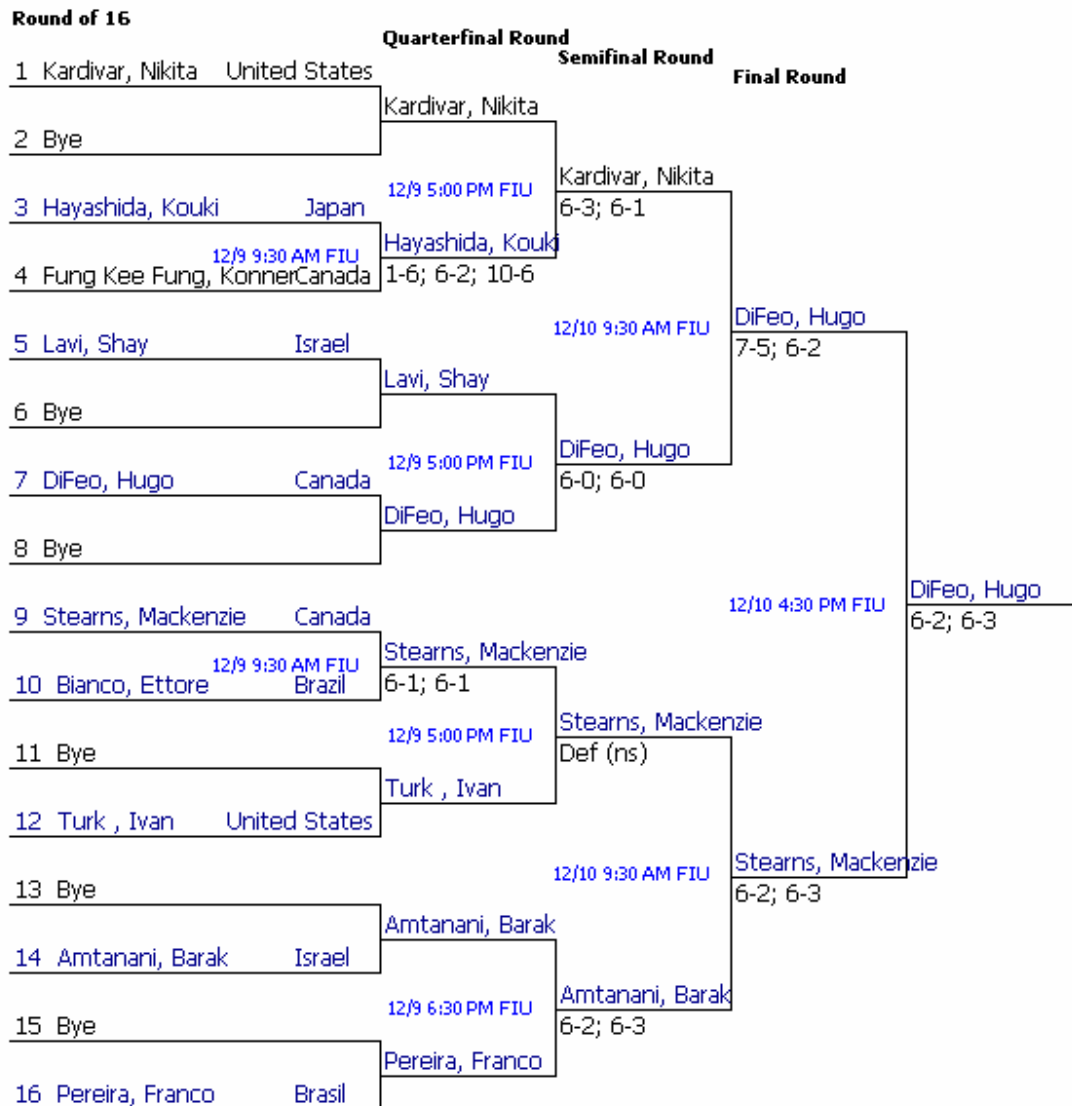 Round of 16
Quarterfinal Round
Semifinal Round
Final Round
1 Kardivar, Nikita United States
Kardivar, Nikita
2 Bye
12/9 5:00 PM FIU
Kardivar, Nikita
6-3; 6-1
3 Hayashida, Kouki Japan
12/9 9:30 AM FIU
Hayashida, Kouki
1-6; 6-2; 10-6
4 Fung Kee Fung, Konner Canada
12/10 9:30 AM FIU
DiFeo, Hugo
7-5; 6-2
5 Lavi, Shay Israel
Lavi, Shay
6 Bye
12/9 5:00 PM FIU
DiFeo, Hugo
6-0; 6-0
7 DiFeo, Hugo Canada
DiFeo, Hugo
8 Bye
12/10 4:30 PM FIU
DiFeo, Hugo
6-2; 6-3
9 Stearns, Mackenzie Canada
12/9 9:30 AM FIU
Stearns, Mackenzie
6-1; 6-1
10 Bianco, Ettore Brazil
12/9 5:00 PM FIU
Stearns, Mackenzie
Def (ns)
11 Bye
Turk , Ivan
12 Turk , Ivan United States
12/10 9:30 AM FIU
Stearns, Mackenzie
6-2; 6-3
13 Bye
Amtanani, Barak
14 Amtanani, Barak Israel
12/9 6:30 PM FIU
Amtanani, Barak
6-2; 6-3
15 Bye
Pereira, Franco
16 Pereira, Franco Brasil